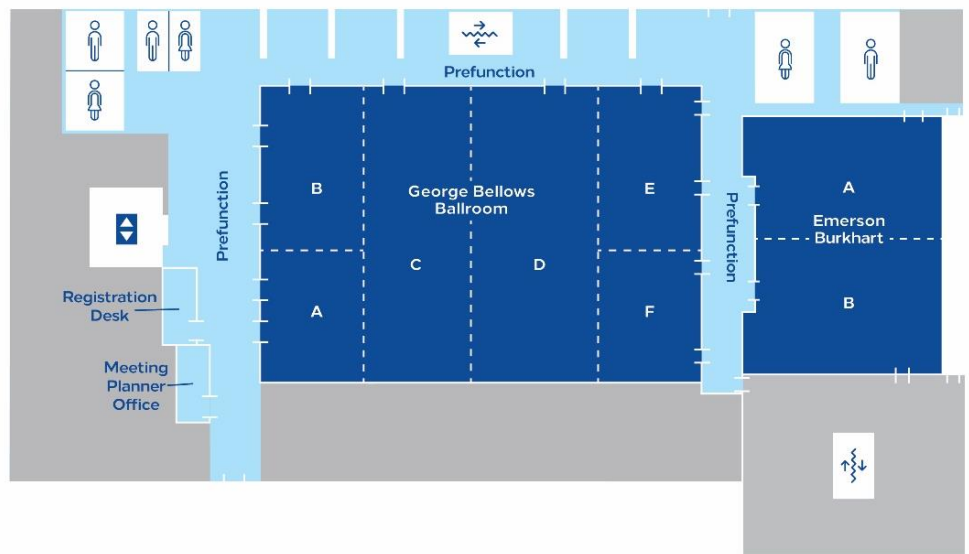 Prefunction
B
George Bellows
Ballroom
E
A
Prefunction
Prefunction
Emerson
Burkhart
C
D
Registration
Desk
A
F
B
Meeting
Planner
Office